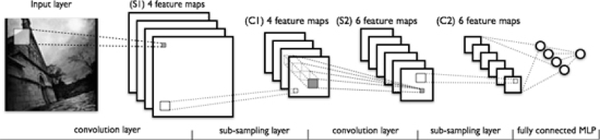 Input layer
(S1) 4 feature maps
(C1) 4 feature maps
(S2) 6 feature maps
(C2) 6 feature maps
convolution layer
sub-sampling layer
convolution layer
sub-sampling layer
fully connected MLP